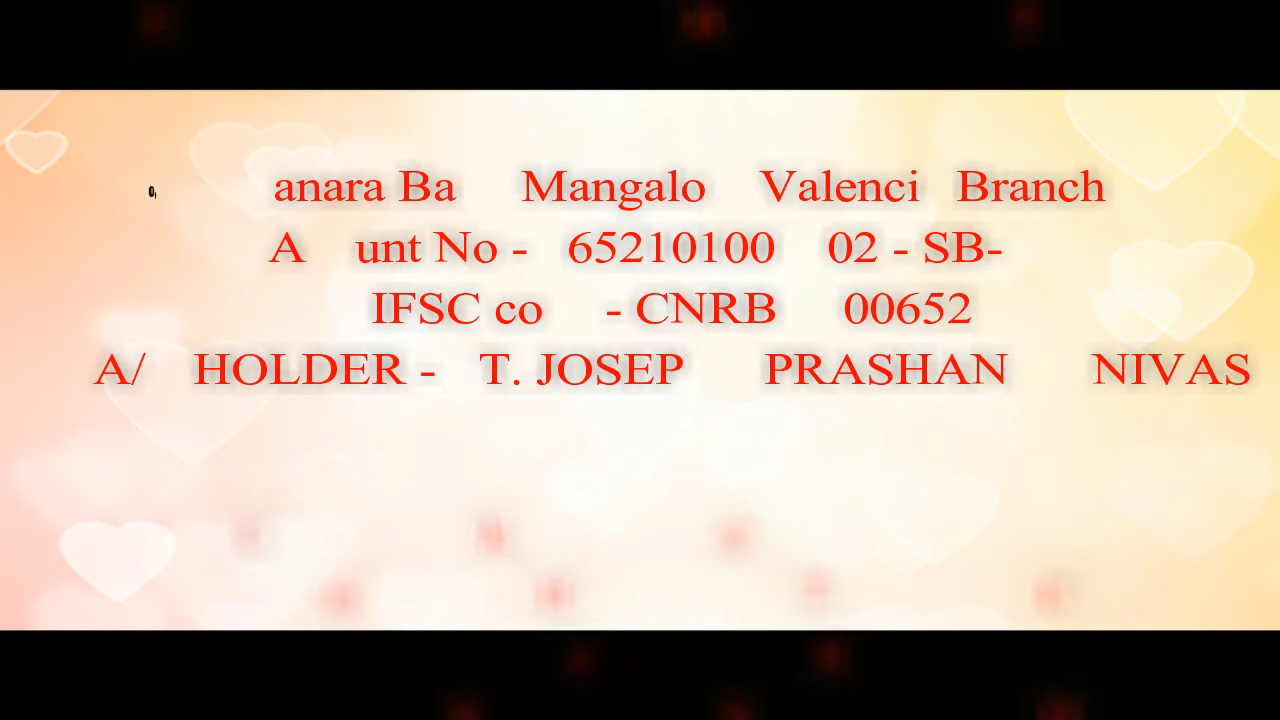 anara Ba Mangalo Valenci Branch
A unt No - 65210100 02 - SB-
IFSC co - CNRB 00652
A/ HOLDER - T. JOSEP PRASHAN NIVAS